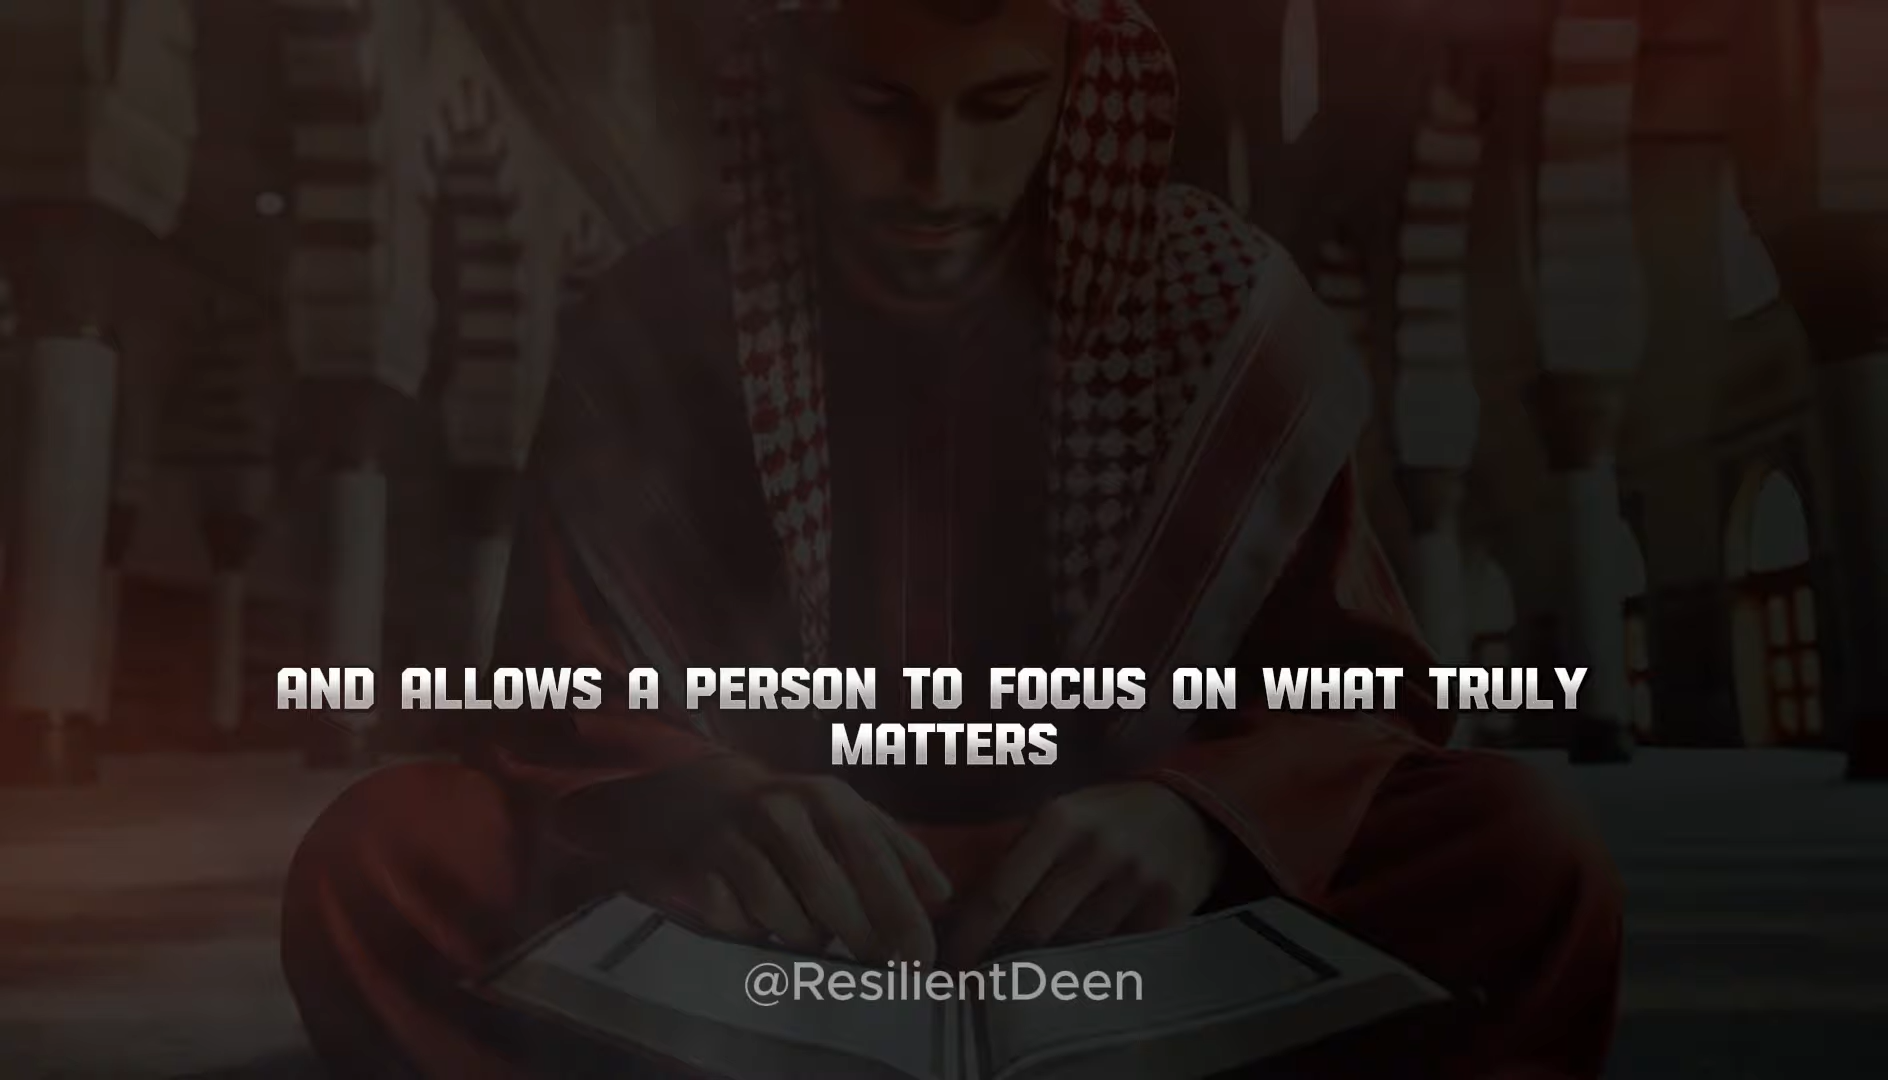 AND ALLOWS A PERSON TO FOCUS ON WHAT TRULY
MATTERS
@ResilientDeen